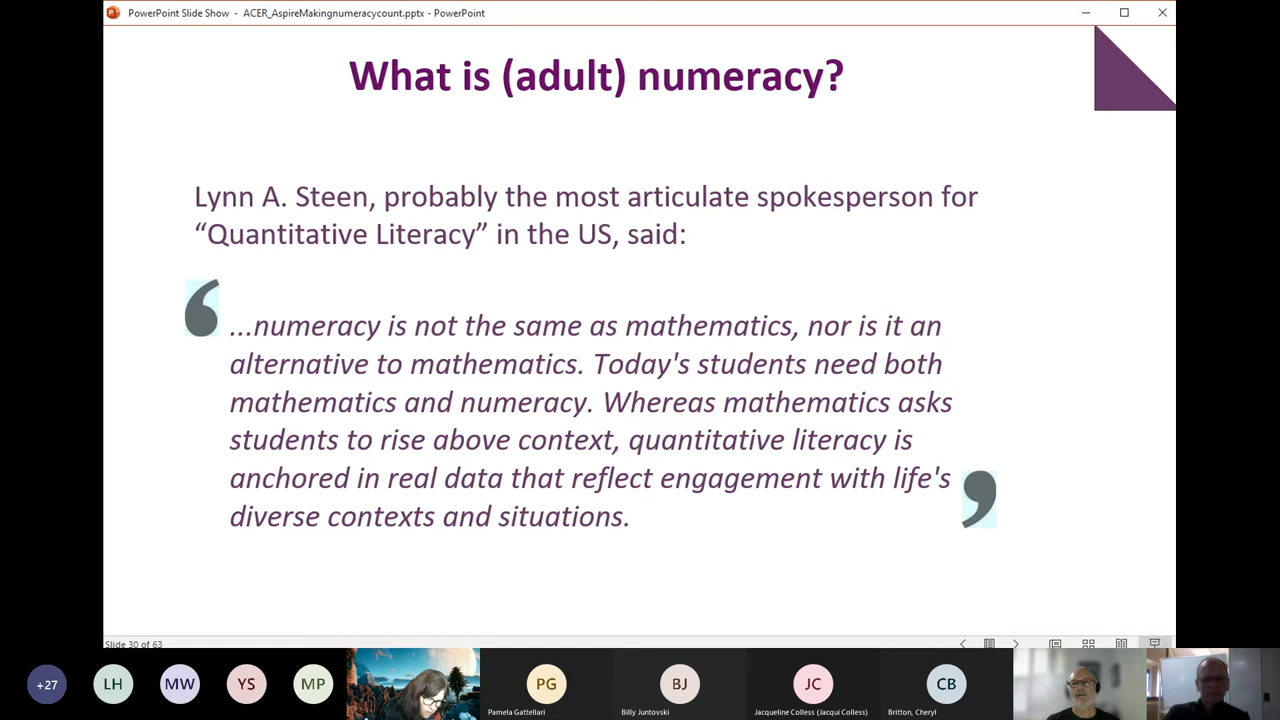 PowerPoint Slide Show - ACER_AspireMakingnumeracycount.pptx - PowerPoint
What is (adult) numeracy?
Lynn A. Steen, probably the most articulate spokesperson for
“Quantitative Literacy” in the US, said:
‘
...numeracy is not the same as mathematics, nor is it an
alternative to mathematics. Today's students need both
mathematics and numeracy. Whereas mathematics asks
students to rise above context, quantitative literacy is
anchored in real data that reflect engagement with life's
diverse contexts and situations.
’
Slide 30 of 63
+27 LH MW YS MP PG BJ JC CB
Pamela Gattellari Billy Juntovski Jacqueline Colless (Jacqui Colless) Britton, Cheryl